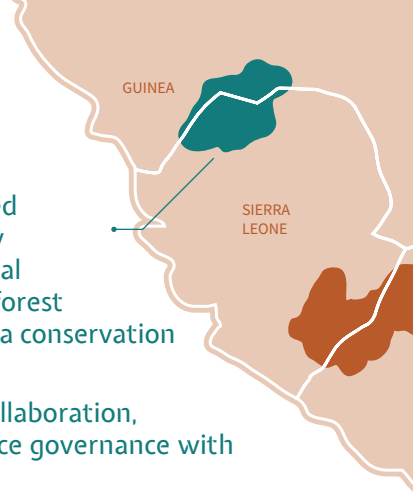 GUINEA
SIERRA
LEONE
ed
y
al
forest
a conservation
llaboration,
ce governance with